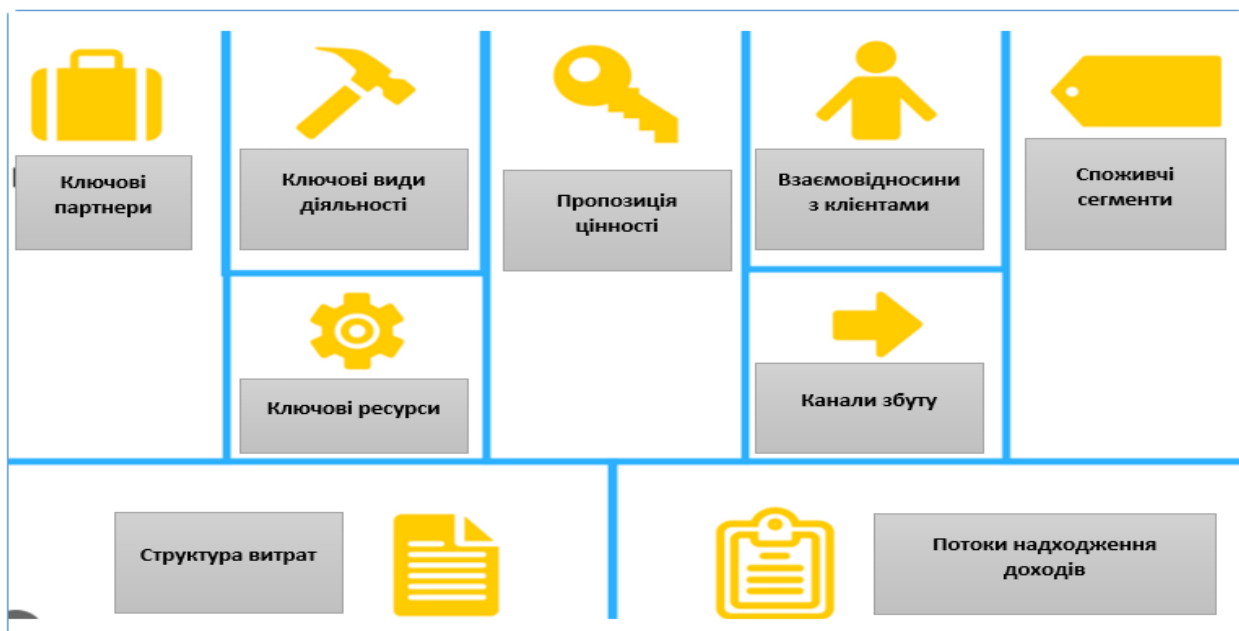 Ключові
партнери
Ключові види
діяльності
Пропозиція
цінності
Взаємовідносини
з клієнтами
Споживчі
сегменти
Ключові ресурси
Канали збуту
Структура витрат
Потоки надходження
доходів